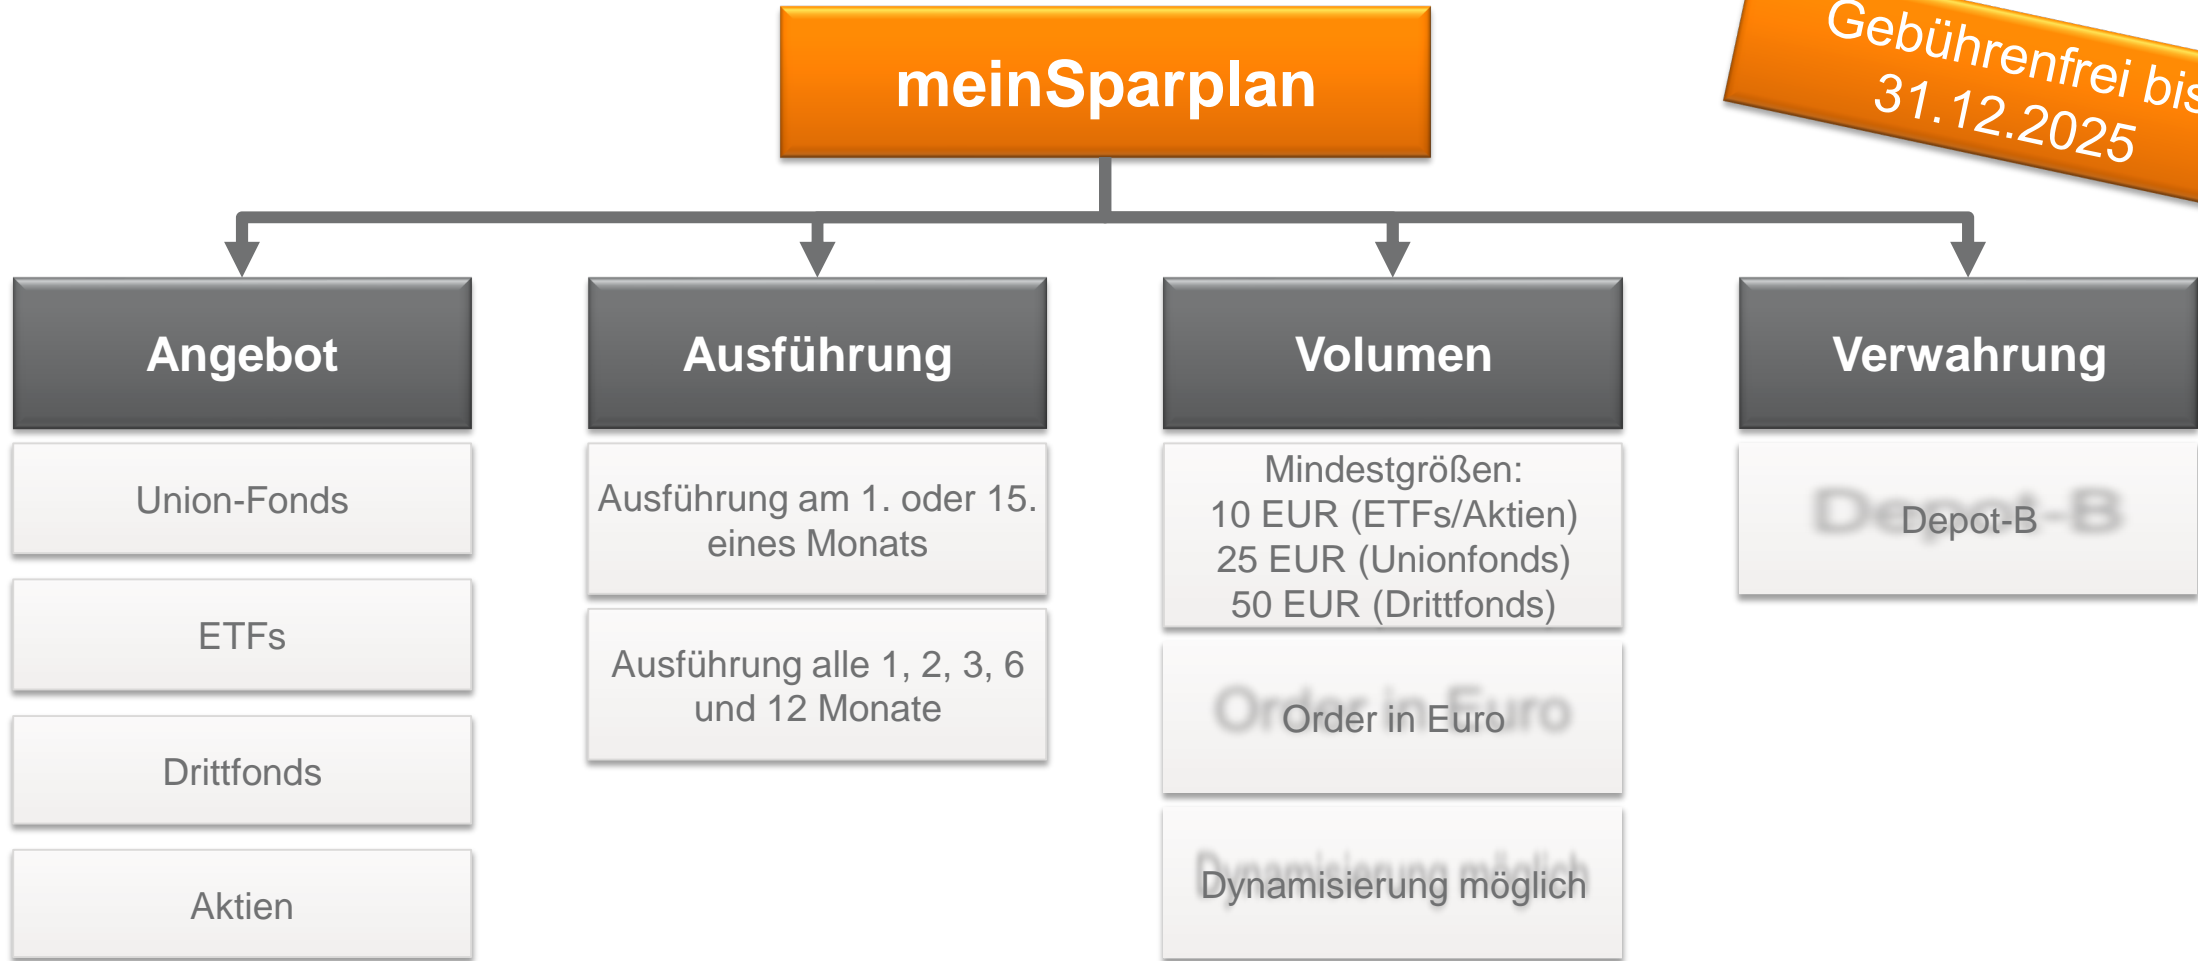 meinSparplan
Gebührenfrei bis
31.12.2025
Angebot
Union-Fonds
ETFs
Drittfonds
Aktien
Ausführung
Ausführung am 1. oder 15.
eines Monats
Ausführung alle 1, 2, 3, 6
und 12 Monate
Volumen
Mindestgrößen:
10 EUR (ETFs/Aktien)
25 EUR (Unionfonds)
50 EUR (Drittfonds)
Order in Euro
Dynamisierung möglich
Verwahrung
Depot-B